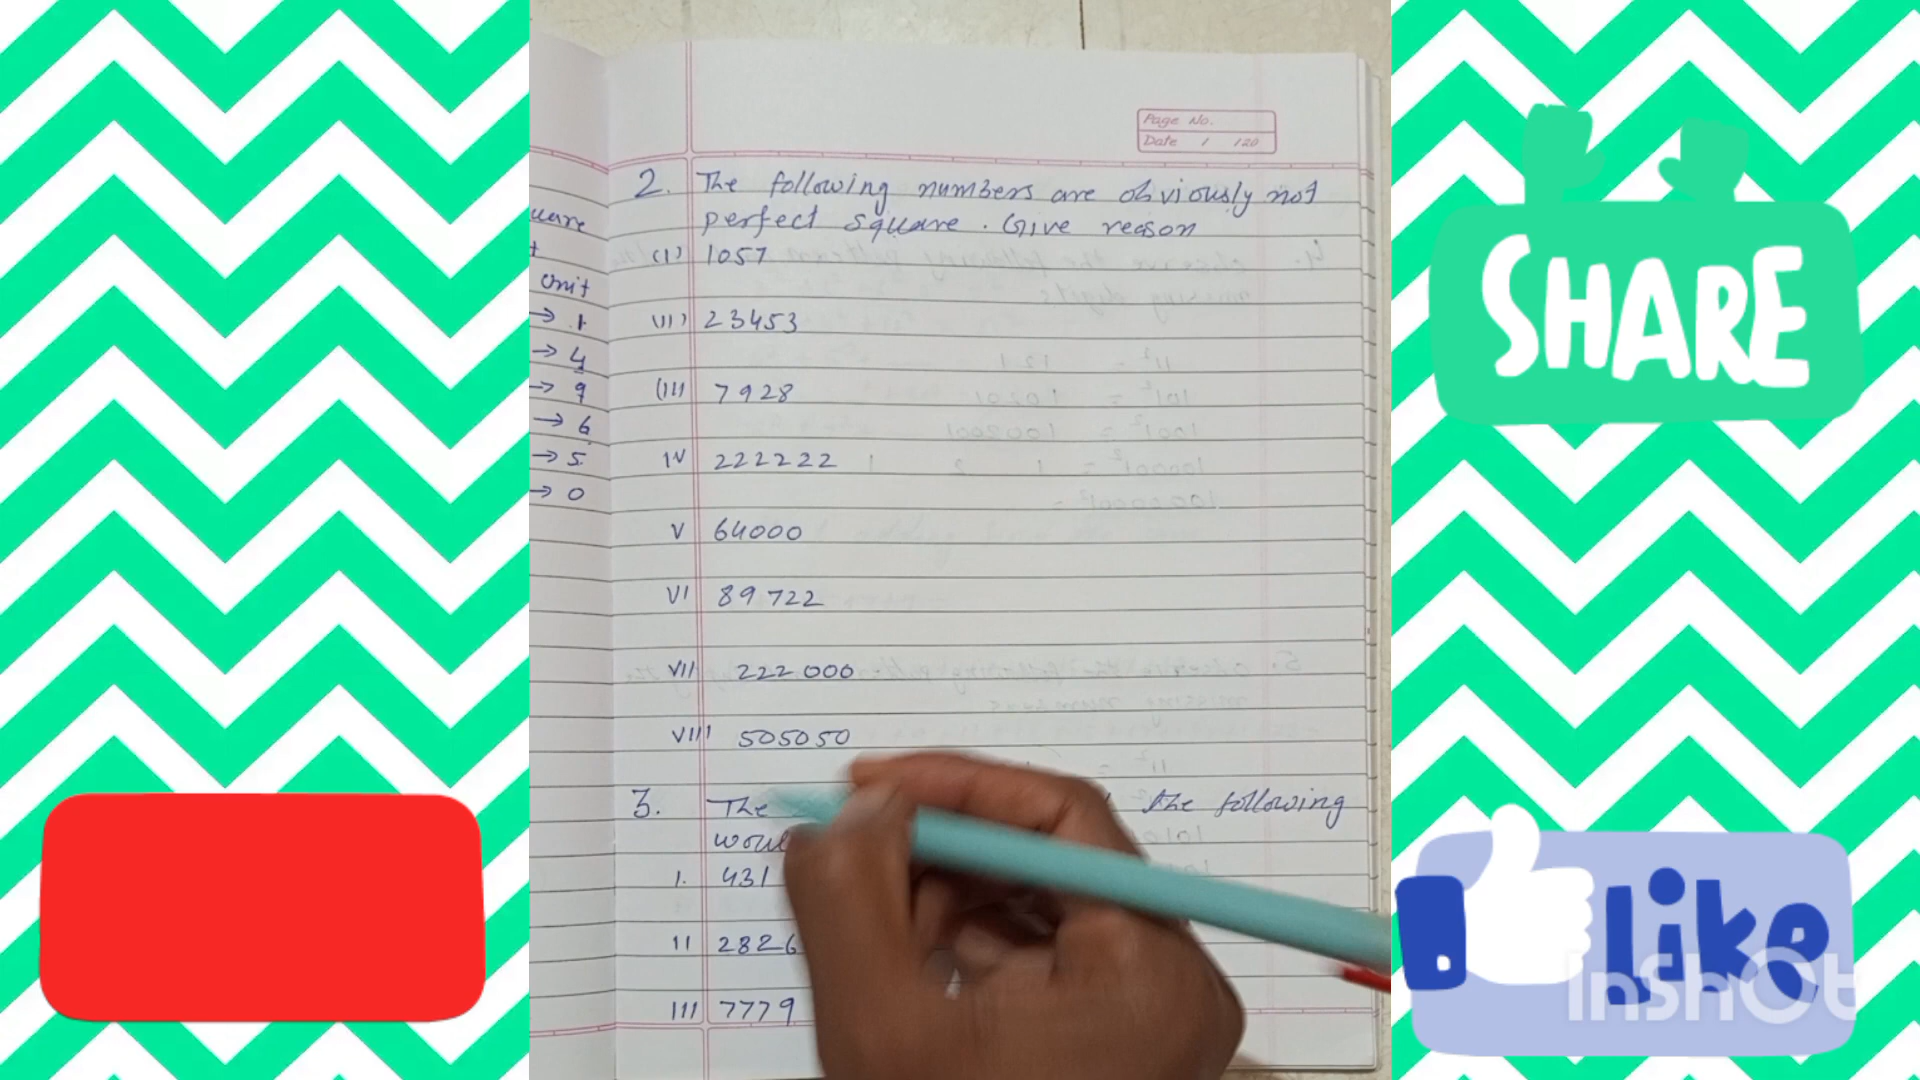 Page No.
Date / 120
2. The following numbers are obviously not
perfect square. Give reason
(I) 1057
(II) 23453
(III) 7928
IV 222222
V 64000
VI 89722
VII 222000
VIII 505050
3. The the following
I. 431
II 2826
III 7779
uare
t
Unit
→ 1.
→ 4
→ 9
→ 6
→ 5.
→ 0
SHARE
Like
InShOt